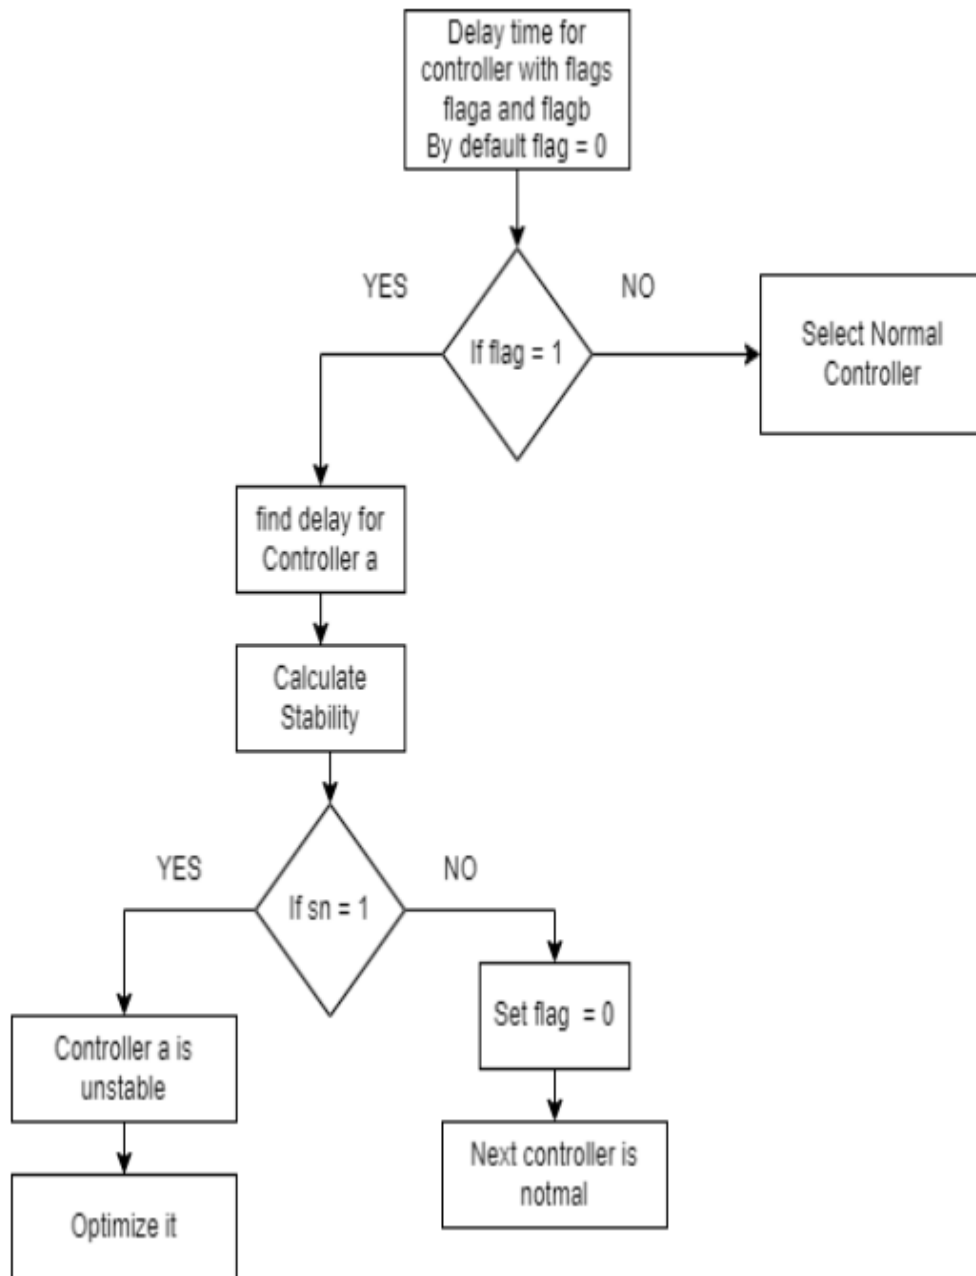 Delay time for
controller with flags
flaga and flagb
By default flag = 0
YES
NO
If flag = 1
Select Normal
Controller
find delay for
Controller a
Calculate
Stability
YES
NO
If sn = 1
Set flag = 0
Controller a is
unstable
Next controller is
notmal
Optimize it